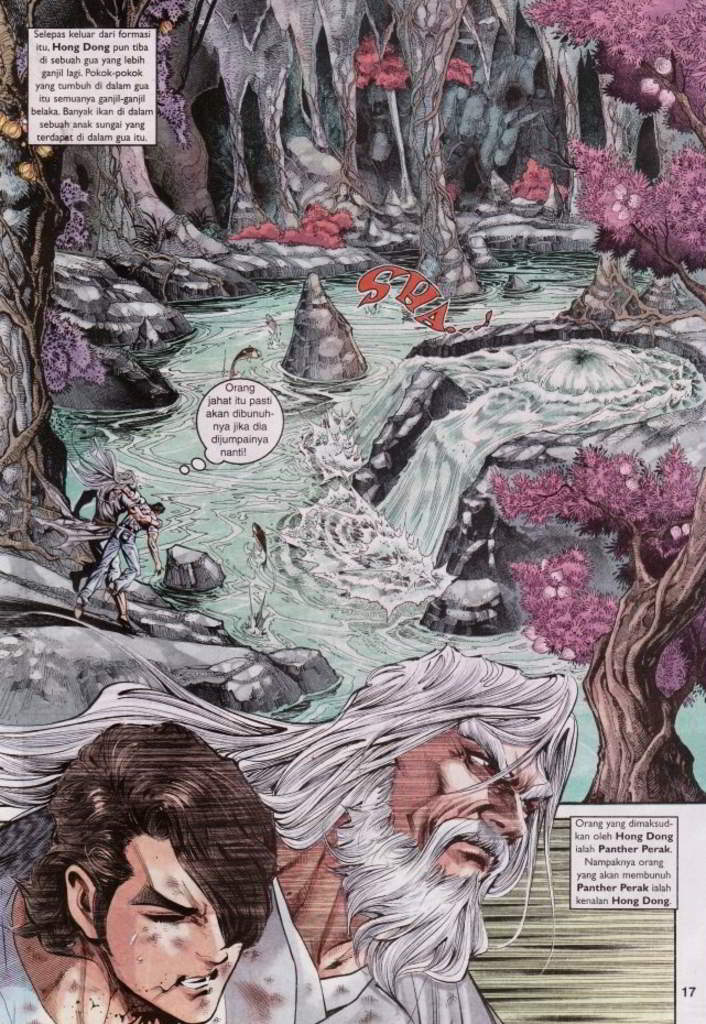 Selepas keluar dari formasi
itu, Hong Dong pun tiba
di sebuah gua yang lebih
ganjil lagi. Pokok-pokok
yang tumbuh di dalam gua
itu semuanya ganjil-ganjil
belaka. Banyak ikan di dalam
sebuah anak sungai yang
terdapat di dalam gua itu.
SHA...!
Orang
jahat itu pasti
akan dibunuh-
nya jika dia
dijumpainya
nanti!
Orang yang dimaksud-
kan oleh Hong Dong
ialah Panther Perak.
Nampaknya orang
yang akan membunuh
Panther Perak ialah
kenalan Hong Dong.
17